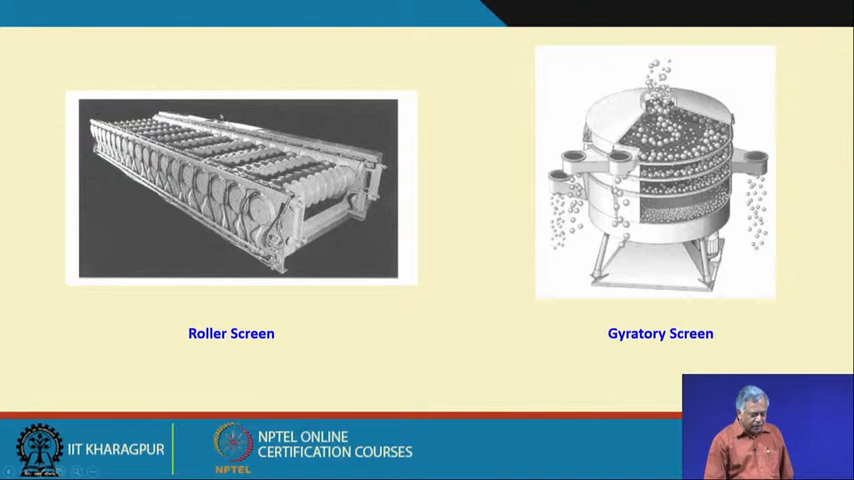 Roller Screen
Gyratory Screen
IIT KHARAGPUR
NPTEL
NPTEL ONLINE
CERTIFICATION COURSES